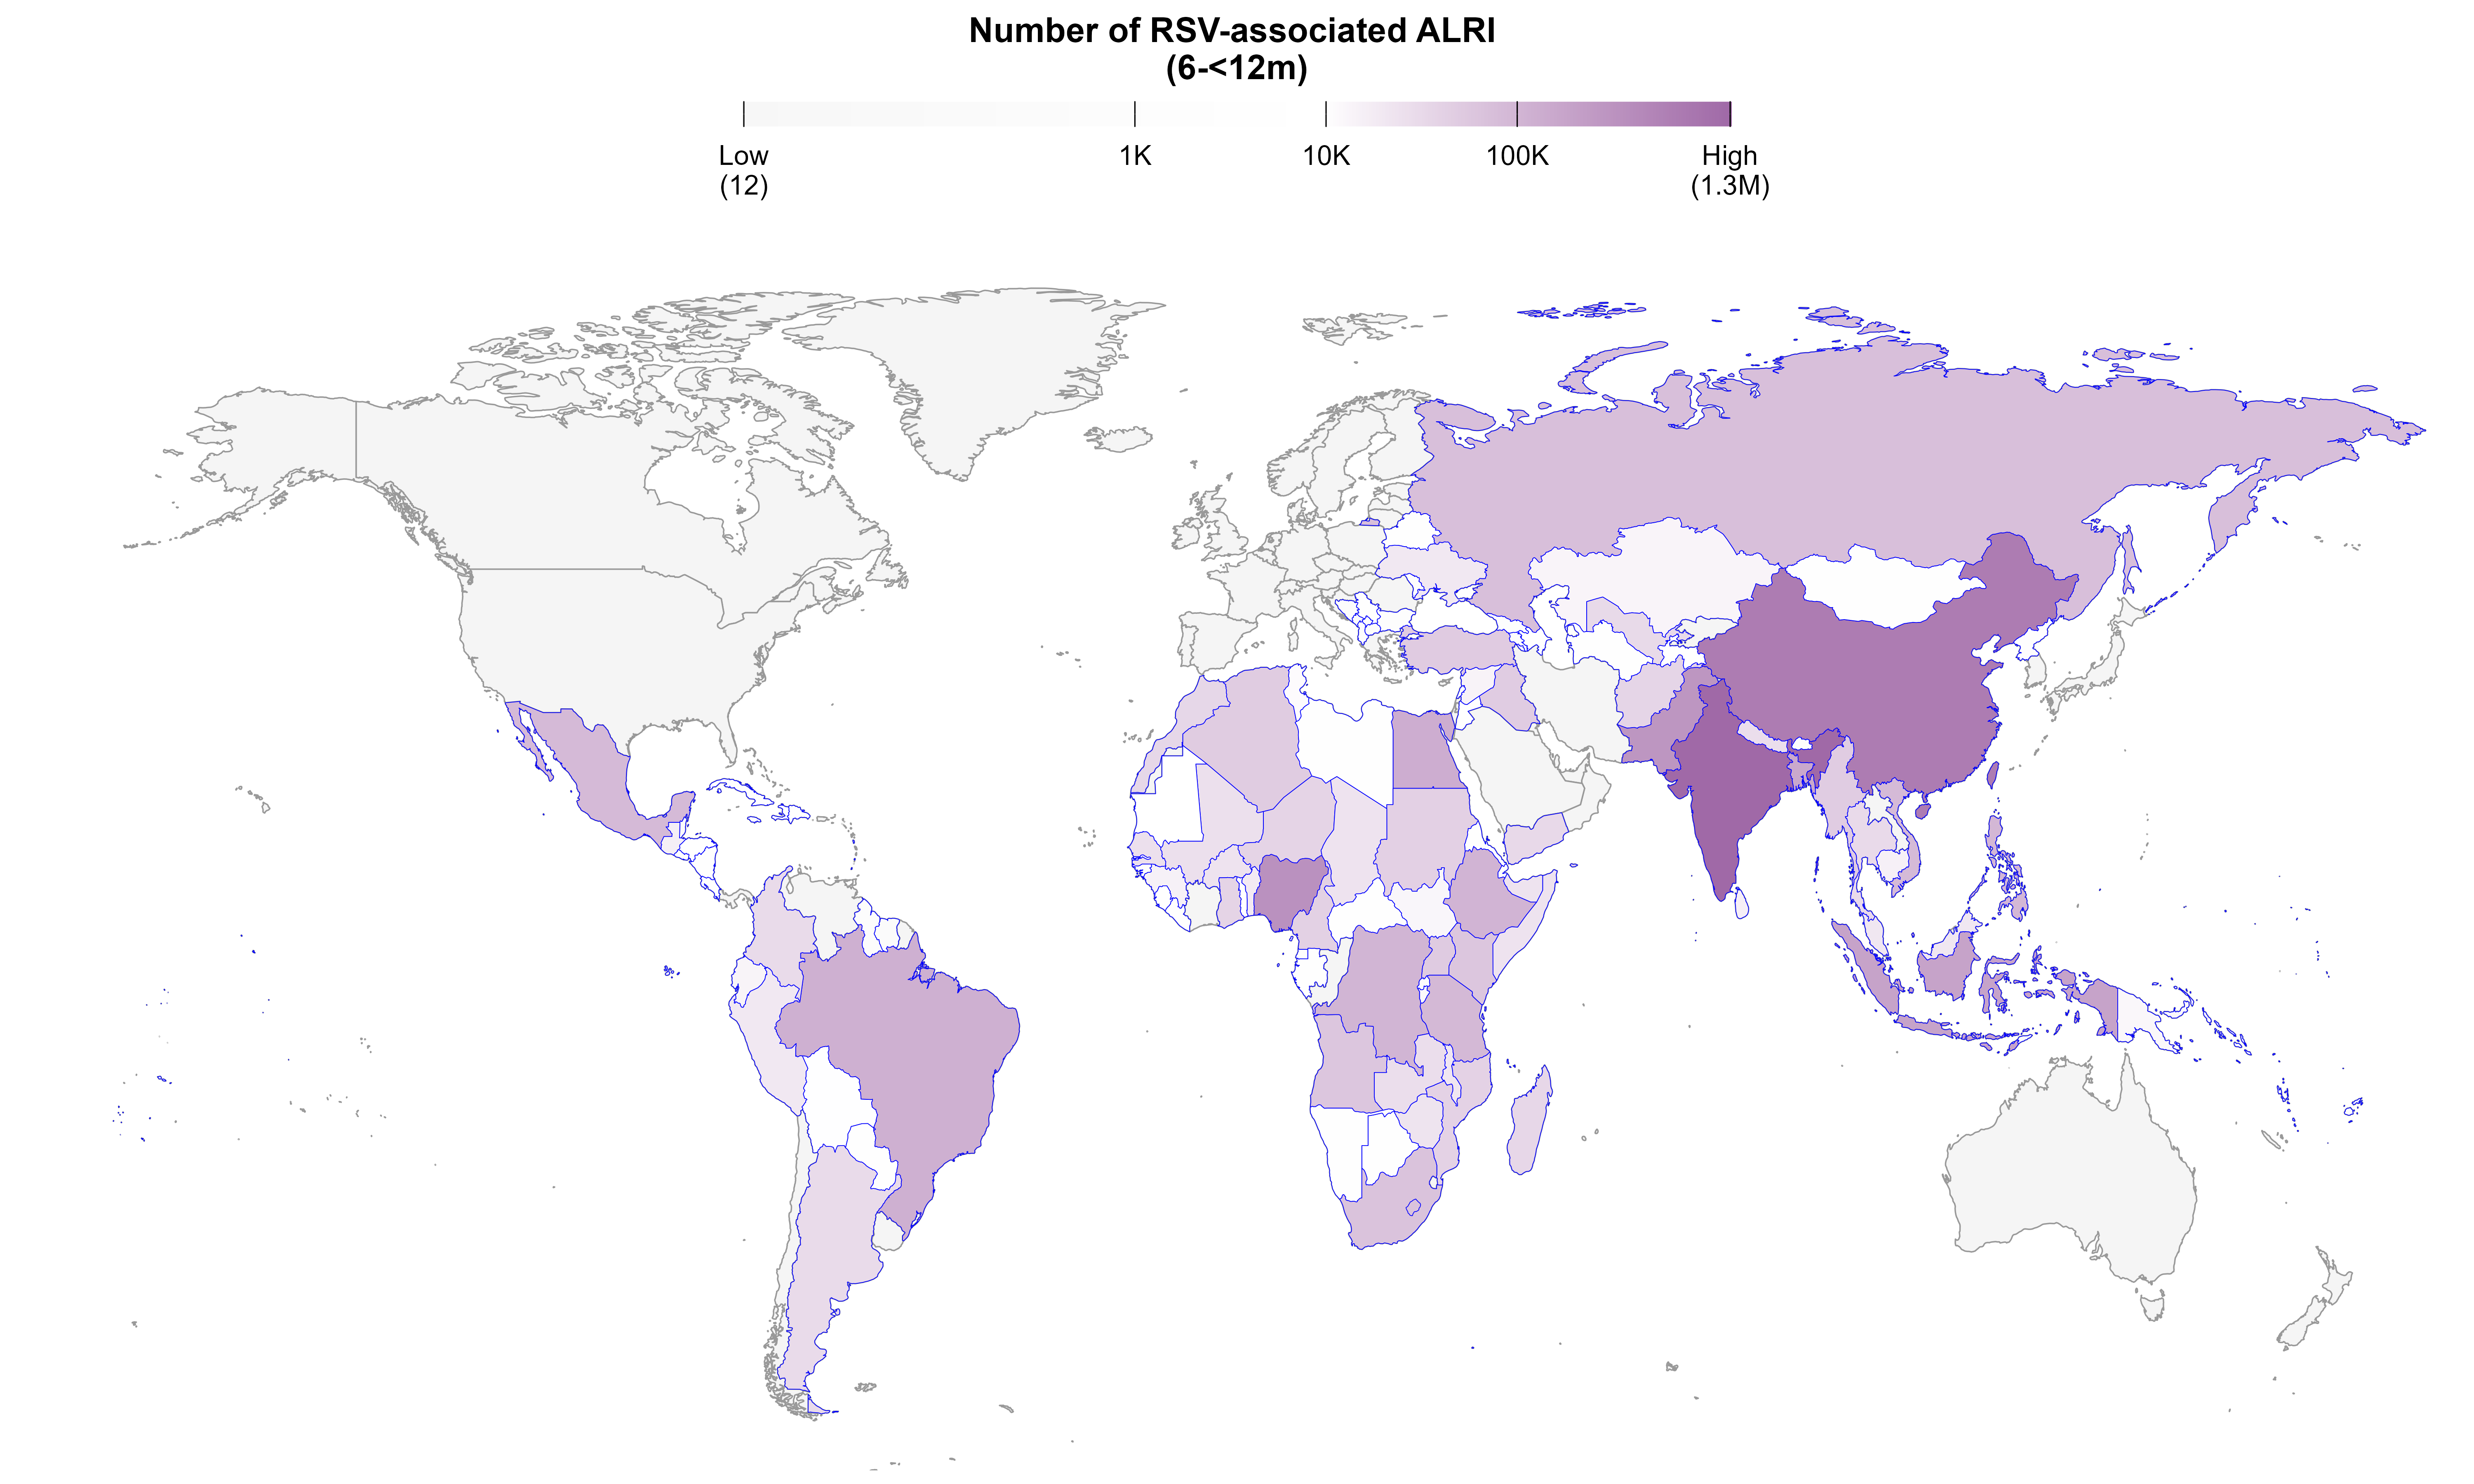 Number of RSV-associated ALRI
(6-<12m)
Low
(12)
1K
10K
100K
High
(1.3M)